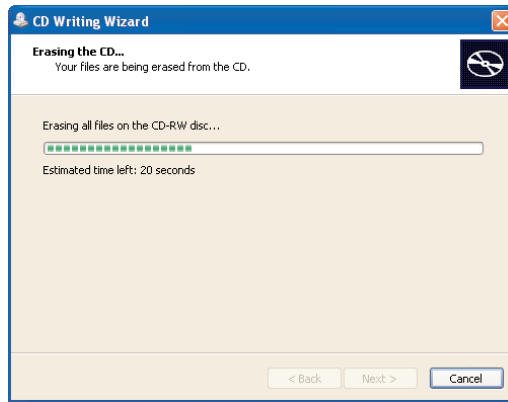 CD Writing Wizard
Erasing the CD...
Your files are being erased from the CD.
Erasing all files on the CD-RW disc...
Estimated time left: 20 seconds
< Back Next > Cancel